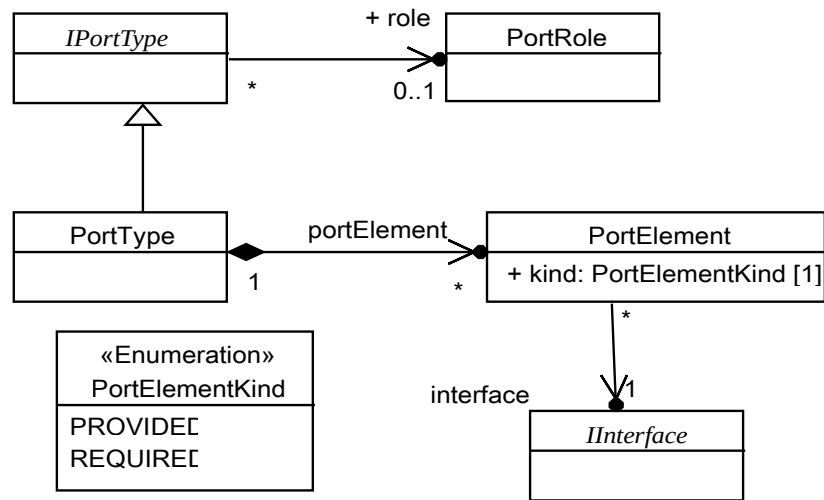 + role
IPortType
PortRole
*
0..1
PortType
portElement
PortElement
+ kind: PortElementKind [1]
1
*
*
«Enumeration»
PortElementKind
PROVIDED
REQUIRED
interface
1
IInterface